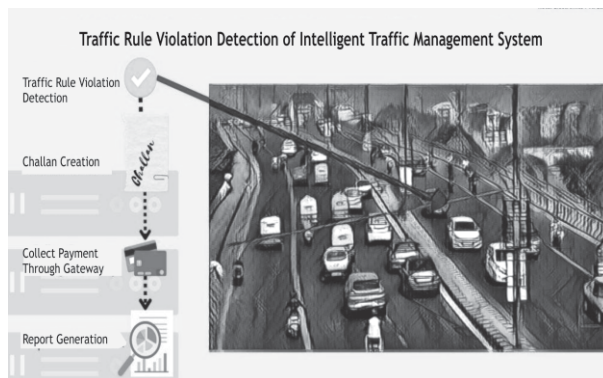 Traffic Rule Violation Detection of Intelligent Traffic Management System
Traffic Rule Violation
Detection
Challan Creation
Challan
Collect Payment
Through Gateway
Report Generation